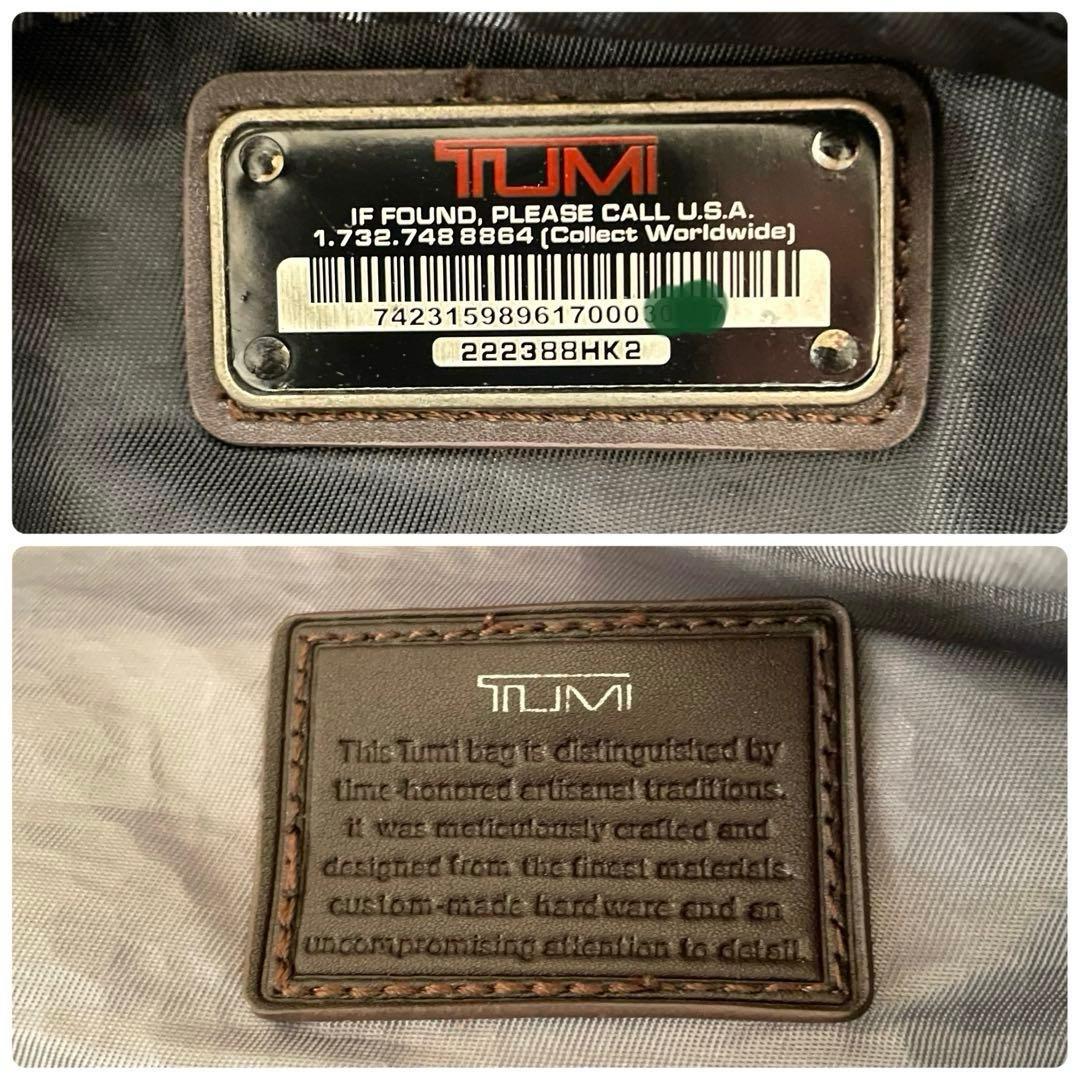 TUMI
IF FOUND, PLEASE CALL U.S.A.
1.732.748 8864 (Collect Worldwide)
7423159896170003
222388HK2
TUMI
This Tumi bag is distinguished by
time-honored artisanal traditions.
it was meticulously crafted and
designed from the finest materials,
custom-made hardware and an
uncompromising attention to detail.